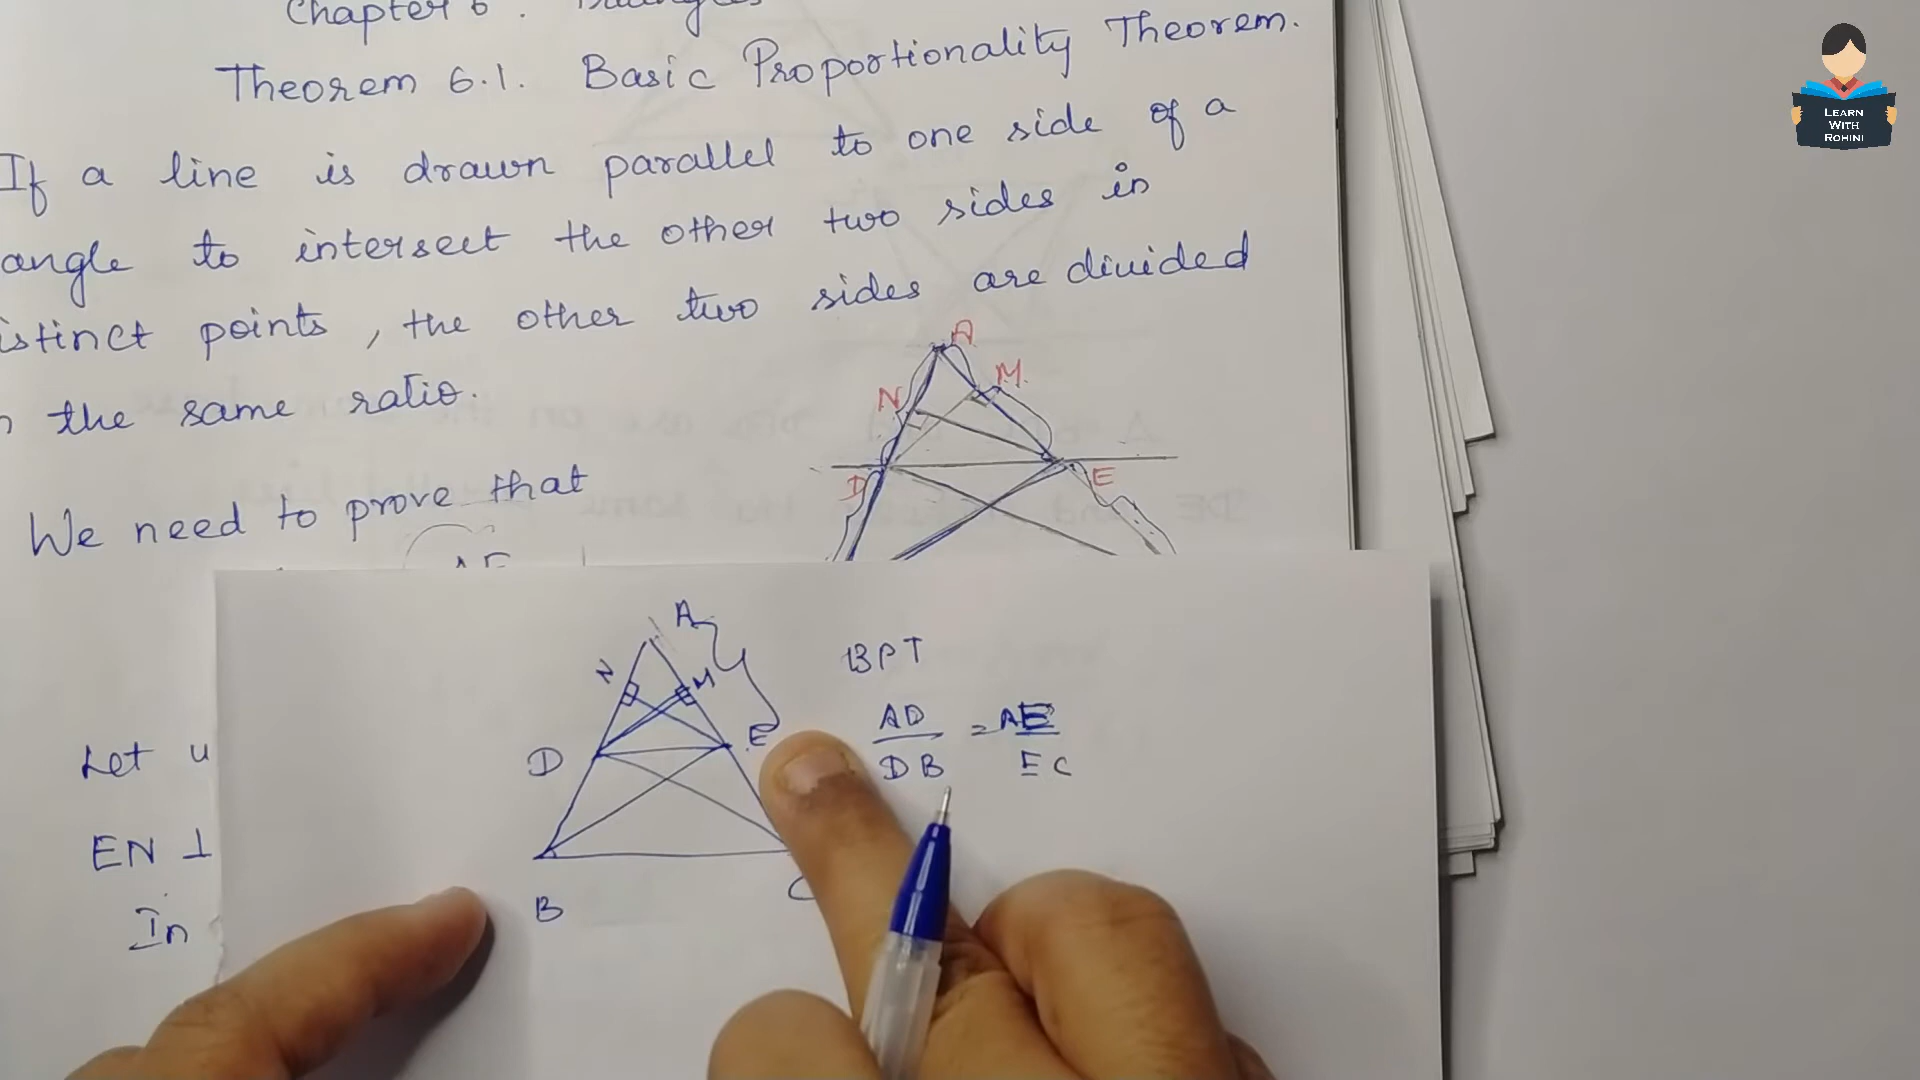 Chapter 6. Triangles
Theorem 6.1. Basic Proportionality Theorem.
If a line is drawn parallel to one side of a
angle to intersect the other two sides in
istinct points, the other two sides are divided
n the same ratio.
We need to prove that
AE
A
N
M
D
E
A
N
M
D
E
B
C
BPT
AD = AE
DB EC
Let u
EN ⊥
In
LEARN
WITH
ROHINI